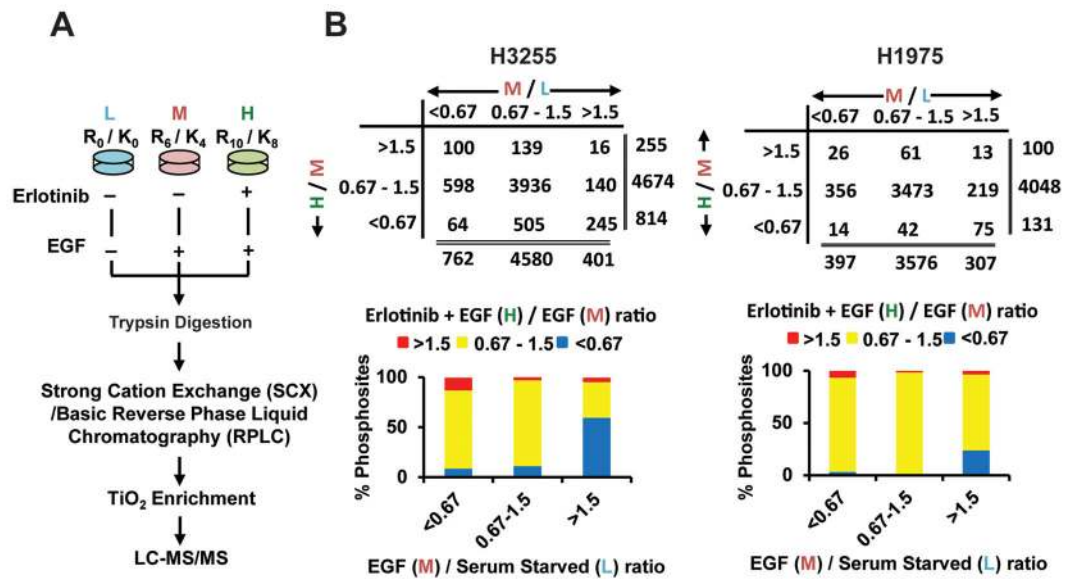 A
L M H
R0 / K0 R6 / K4 R10 / K8
Erlotinib – – +
EGF – + +
Trypsin Digestion
Strong Cation Exchange (SCX)
/Basic Reverse Phase Liquid
Chromatography (RPLC)
TiO2 Enrichment
LC-MS/MS
B
H3255
M / L
<0.67 0.67 - 1.5 >1.5
H / M
>1.5 100 139 16 255
0.67 - 1.5 598 3936 140 4674
<0.67 64 505 245 814
762 4580 401
H1975
M / L
<0.67 0.67 - 1.5 >1.5
H / M
>1.5 26 61 13 100
0.67 - 1.5 356 3473 219 4048
<0.67 14 42 75 131
397 3576 307
Erlotinib + EGF (H) / EGF (M) ratio
>1.5 0.67 - 1.5 <0.67
% Phosphosites
100
50
0
<0.67 0.67-1.5 >1.5
EGF (M) / Serum Starved (L) ratio
Erlotinib + EGF (H) / EGF (M) ratio
>1.5 0.67 - 1.5 <0.67
% Phosphosites
100
50
0
<0.67 0.67-1.5 >1.5
EGF (M) / Serum Starved (L) ratio